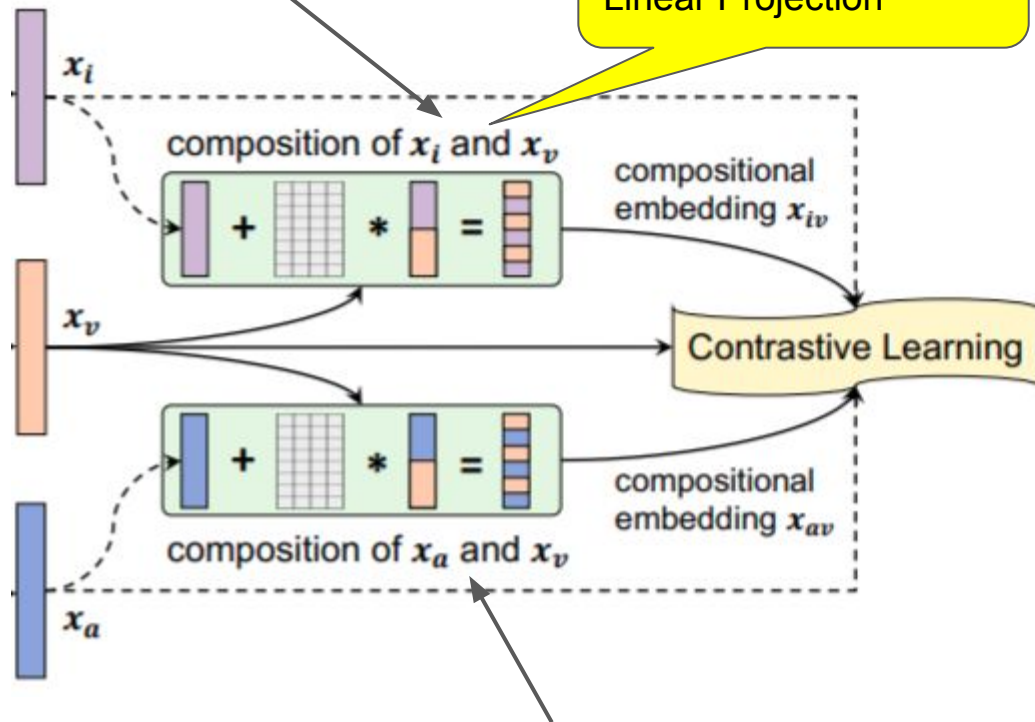 Linear Projection
x_i
composition of x_i and x_v
+ * =
compositional
embedding x_iv
x_v
Contrastive Learning
+ * =
compositional
embedding x_av
composition of x_a and x_v
x_a